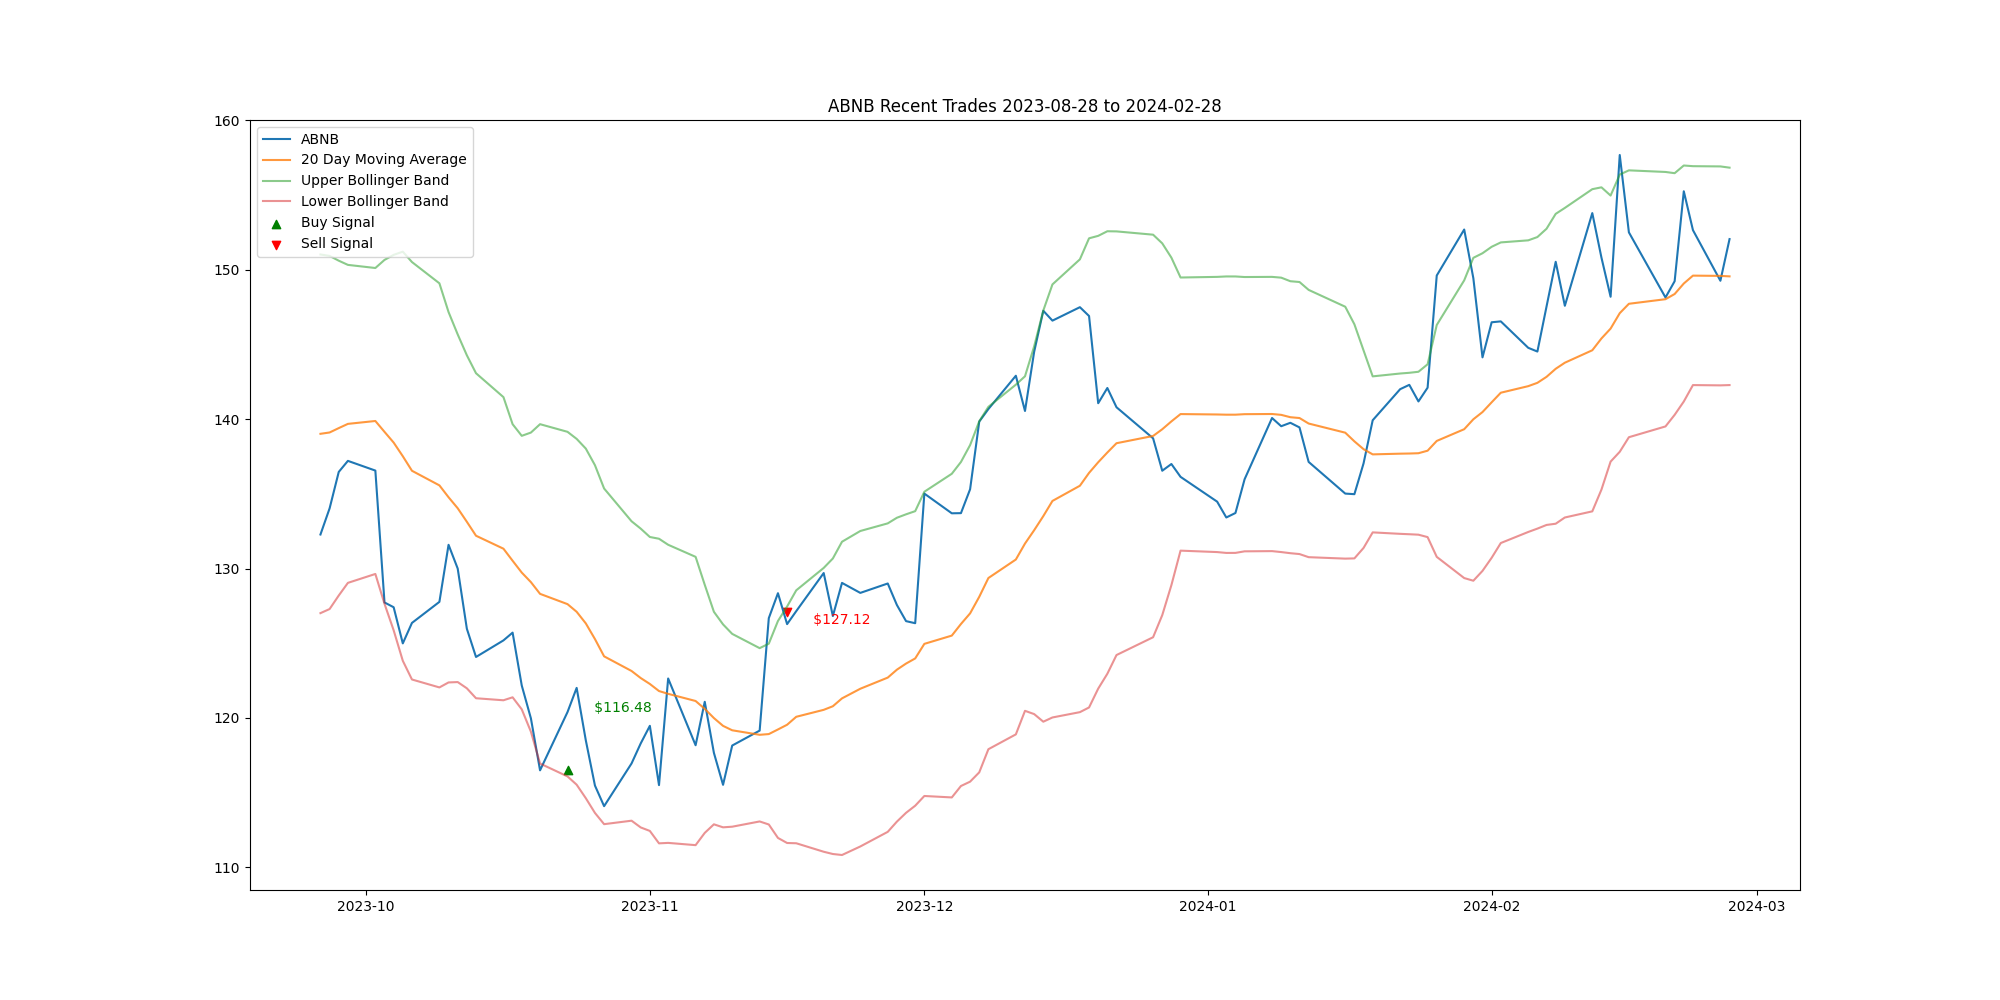 ABNB Recent Trades 2023-08-28 to 2024-02-28
160
150
140
130
120
110
ABNB
20 Day Moving Average
Upper Bollinger Band
Lower Bollinger Band
Buy Signal
Sell Signal
$127.12
$116.48
2023-10
2023-11
2023-12
2024-01
2024-02
2024-03